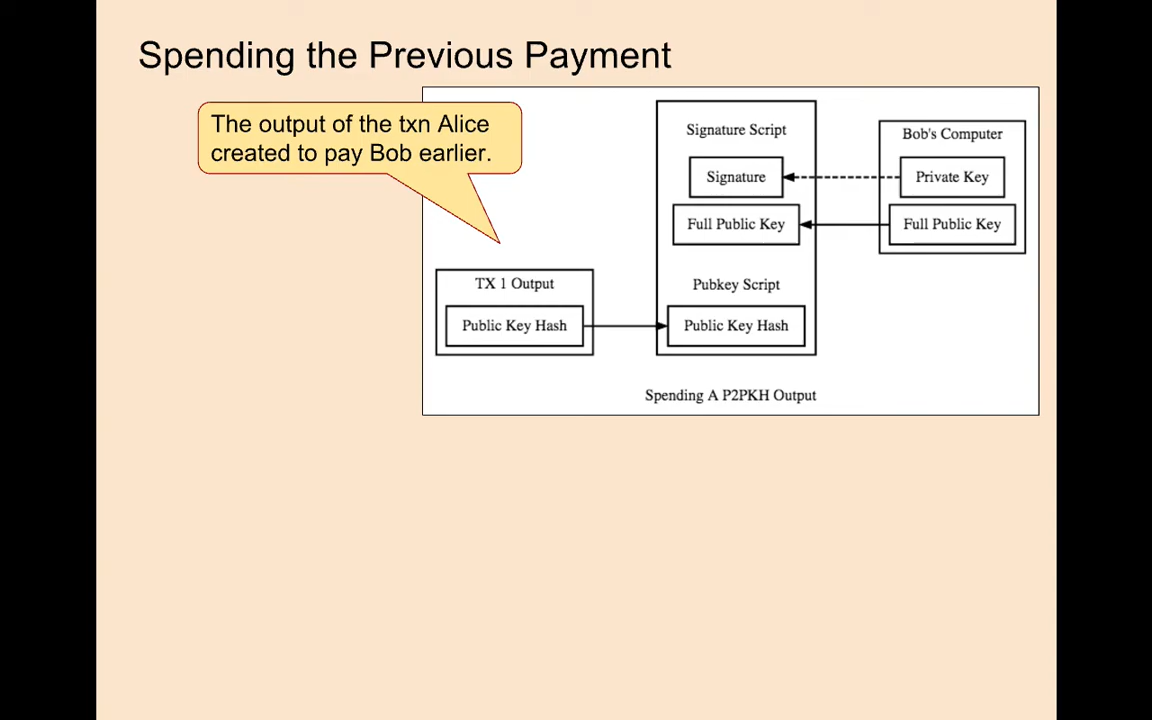 Spending the Previous Payment
The output of the txn Alice
created to pay Bob earlier.
Signature Script
Bob's Computer
Signature
Private Key
Full Public Key
Full Public Key
TX 1 Output
Pubkey Script
Public Key Hash
Public Key Hash
Spending A P2PKH Output